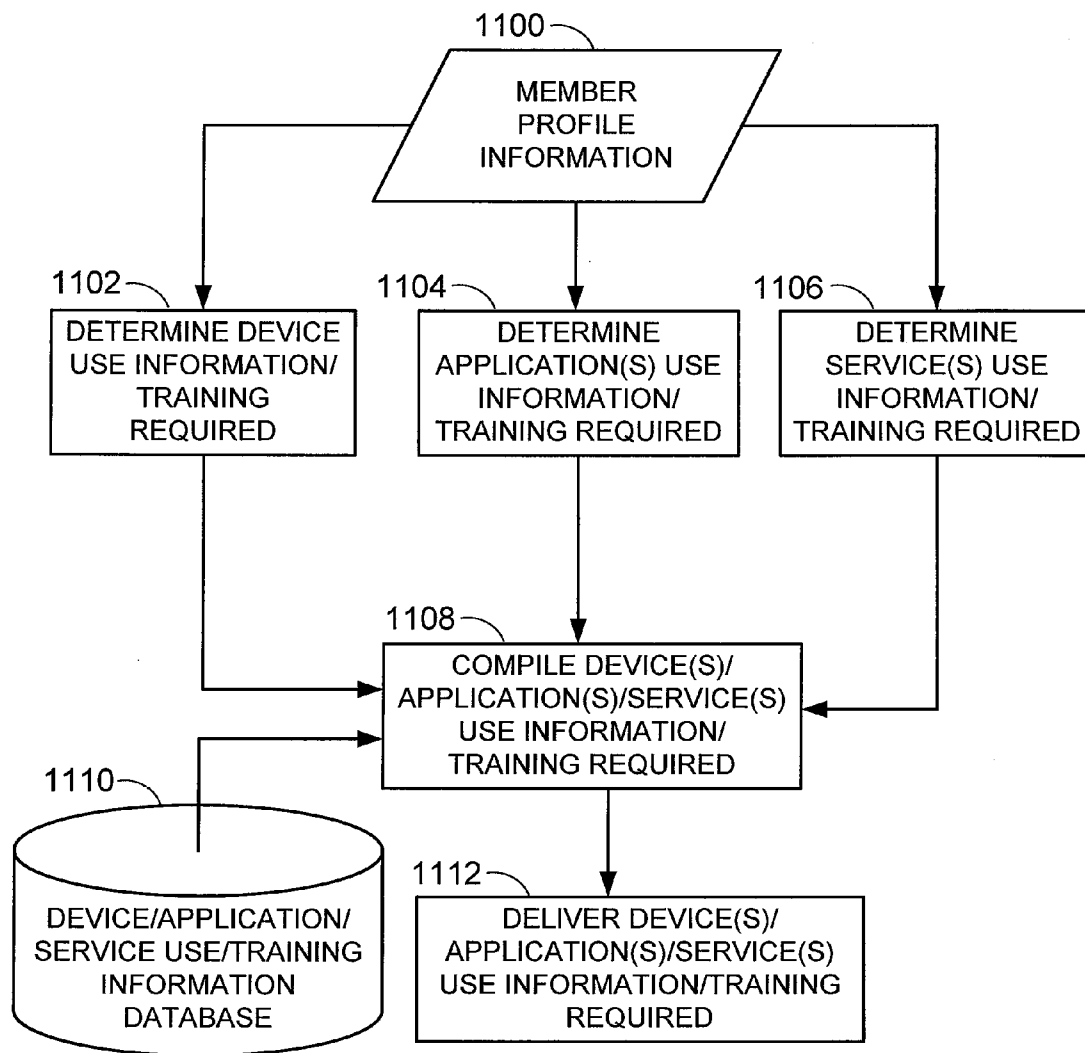 1100
MEMBER
PROFILE
INFORMATION
1102
DETERMINE DEVICE
USE INFORMATION/
TRAINING
REQUIRED
1104
DETERMINE
APPLICATION(S) USE
INFORMATION/
TRAINING REQUIRED
1106
DETERMINE
SERVICE(S) USE
INFORMATION/
TRAINING REQUIRED
1108
COMPILE DEVICE(S)/
APPLICATION(S)/SERVICE(S)
USE INFORMATION/
TRAINING REQUIRED
1110
DEVICE/APPLICATION/
SERVICE USE/TRAINING
INFORMATION
DATABASE
1112
DELIVER DEVICE(S)/
APPLICATION(S)/SERVICE(S)
USE INFORMATION/TRAINING
REQUIRED